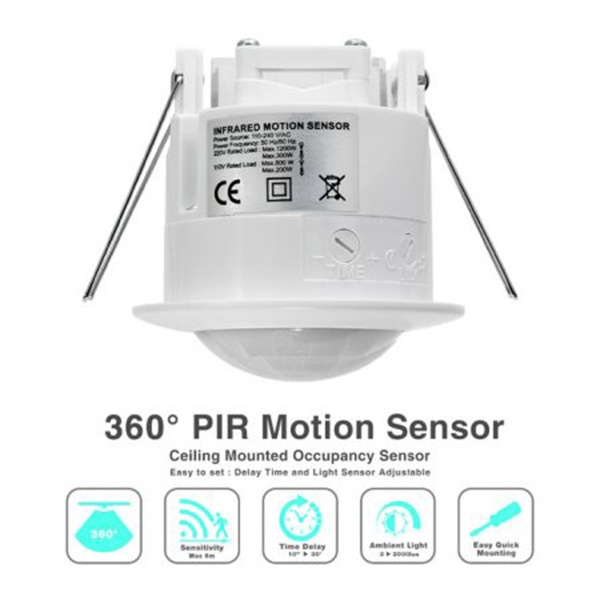 INFRARED MOTION SENSOR
Power Source: 110-240 V/AC
Power Frequency: 50 Hz/60 Hz
220V Rated Load : Max.1200W
Max.300W
110V Rated Load : Max.800 W
Max.200W
CE
- TIME +
360° PIR Motion Sensor
Ceiling Mounted Occupancy Sensor
Easy to set : Delay Time and Light Sensor Adjustable
360°
Sensitivity
Max 6m
Time Delay
Ambient Light
Easy Quick
Mounting